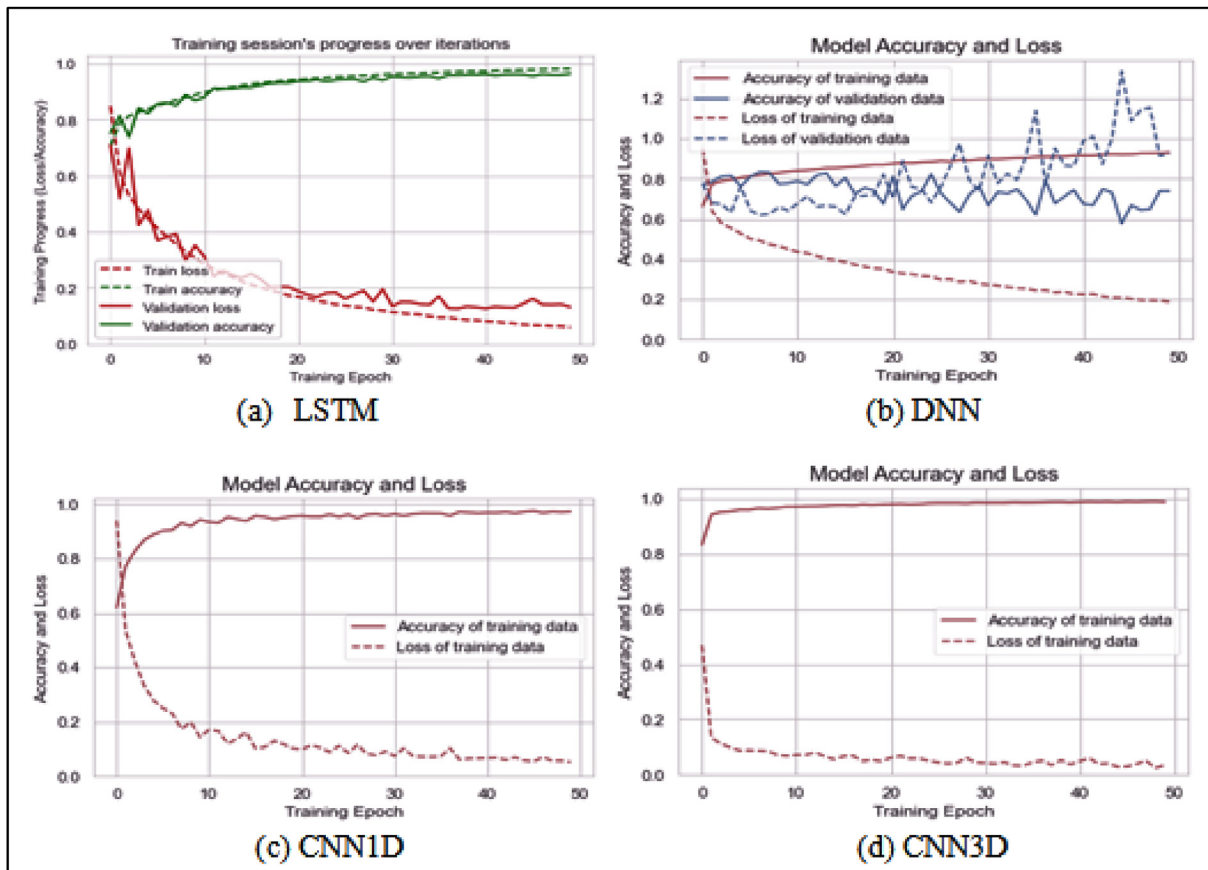 Training session's progress over iterations
Training Progress (Loss/Accuracy)
1.0
0.8
0.6
0.4
0.2
0.0
Train loss
Train accuracy
Validation loss
Validation accuracy
0 10 20 30 40 50
Training Epoch
(a) LSTM
Model Accuracy and Loss
Accuracy and Loss
1.2
1.0
0.8
0.6
0.4
0.2
0.0
Accuracy of training data
Accuracy of validation data
Loss of training data
Loss of validation data
0 10 20 30 40 50
Training Epoch
(b) DNN
Model Accuracy and Loss
Accuracy and Loss
1.0
0.8
0.6
0.4
0.2
0.0
Accuracy of training data
Loss of training data
0 10 20 30 40 50
Training Epoch
(c) CNN1D
Model Accuracy and Loss
Accuracy and Loss
1.0
0.8
0.6
0.4
0.2
0.0
Accuracy of training data
Loss of training data
0 10 20 30 40 50
Training Epoch
(d) CNN3D